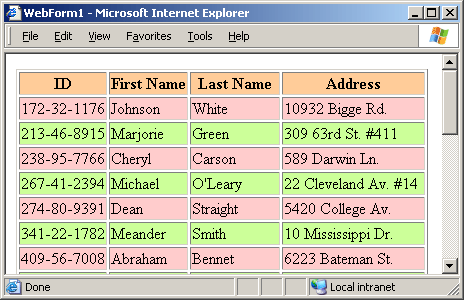 WebForm1 - Microsoft Internet Explorer
File Edit View Favorites Tools Help
ID First Name Last Name Address
172-32-1176 Johnson White 10932 Bigge Rd.
213-46-8915 Marjorie Green 309 63rd St. #411
238-95-7766 Cheryl Carson 589 Darwin Ln.
267-41-2394 Michael O'Leary 22 Cleveland Av. #14
274-80-9391 Dean Straight 5420 College Av.
341-22-1782 Meander Smith 10 Mississippi Dr.
409-56-7008 Abraham Bennet 6223 Bateman St.
Done Local intranet